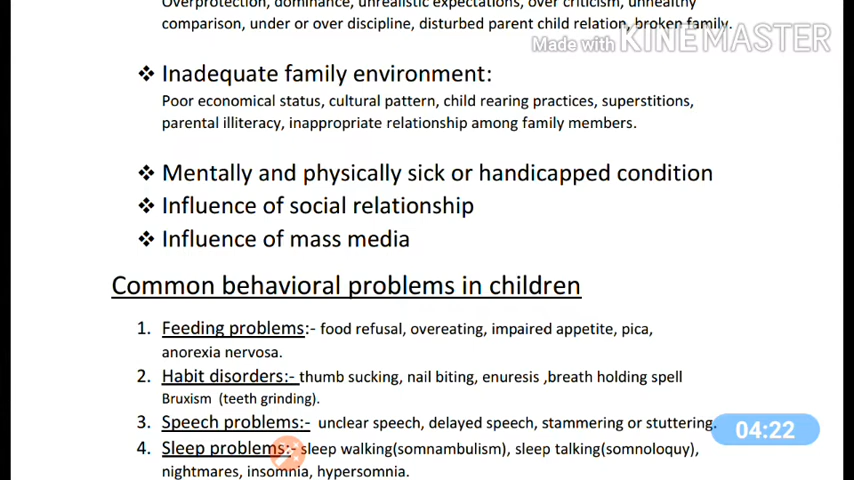 Overprotection, dominance, unrealistic expectations, over criticism, unhealthy
comparison, under or over discipline, disturbed parent child relation, broken family.
Made with KINEMASTER
❖ Inadequate family environment:
Poor economical status, cultural pattern, child rearing practices, superstitions,
parental illiteracy, inappropriate relationship among family members.
❖ Mentally and physically sick or handicapped condition
❖ Influence of social relationship
❖ Influence of mass media
Common behavioral problems in children
1. Feeding problems:- food refusal, overeating, impaired appetite, pica,
anorexia nervosa.
2. Habit disorders:- thumb sucking, nail biting, enuresis ,breath holding spell
Bruxism (teeth grinding).
3. Speech problems:- unclear speech, delayed speech, stammering or stuttering.
04:22
4. Sleep problems:- sleep walking(somnambulism), sleep talking(somnoloquy),
nightmares, insomnia, hypersomnia.